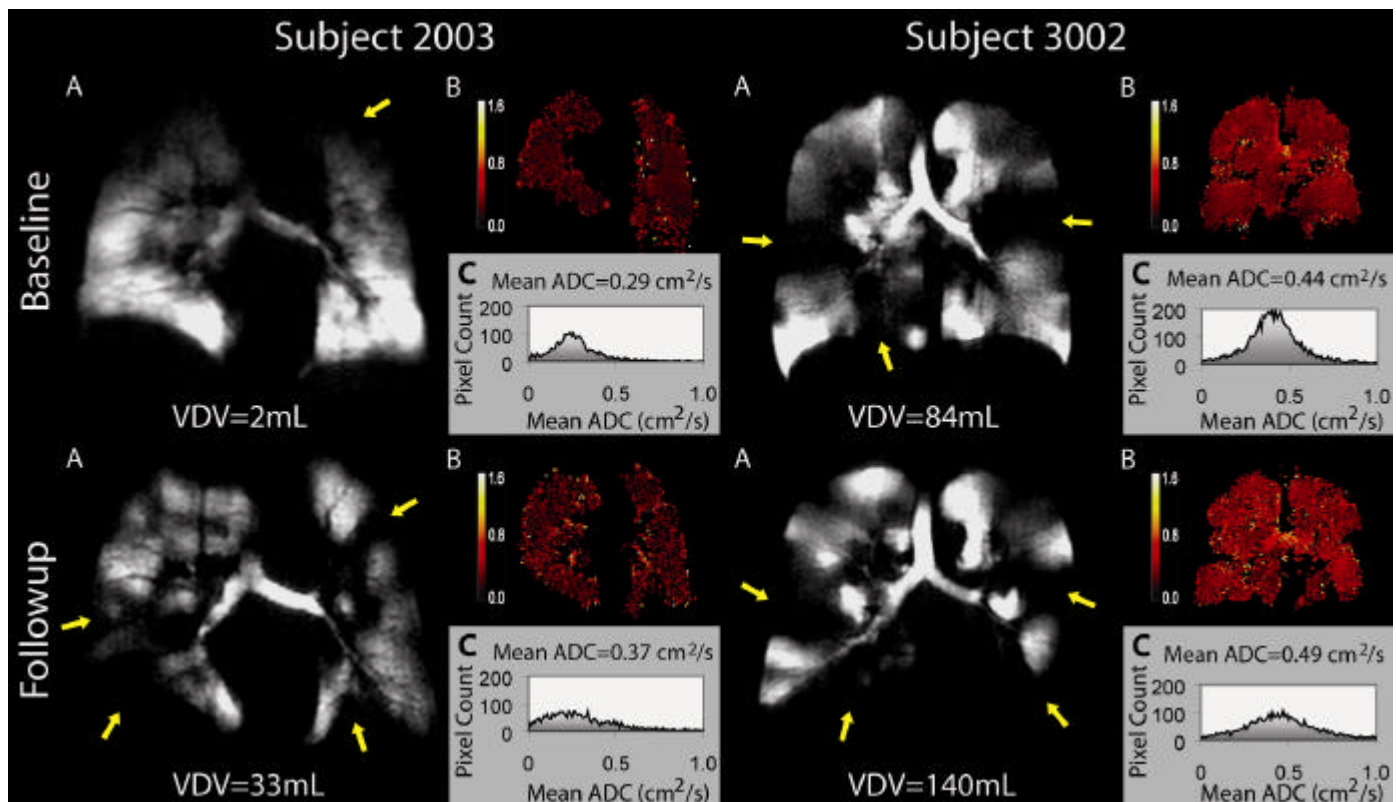 Subject 2003
Subject 3002
Baseline
A
B
1.6
0.8
0.0
C
Mean ADC=0.29 cm²/s
Pixel Count
200
100
0
0 0.5 1.0
Mean ADC (cm²/s)
VDV=2mL
A
B
1.6
0.8
0.0
C
Mean ADC=0.44 cm²/s
Pixel Count
200
100
0
0 0.5 1.0
Mean ADC (cm²/s)
VDV=84mL
Followup
A
B
1.6
0.8
0.0
C
Mean ADC=0.37 cm²/s
Pixel Count
200
100
0
0 0.5 1.0
Mean ADC (cm²/s)
VDV=33mL
A
B
1.6
0.8
0.0
C
Mean ADC=0.49 cm²/s
Pixel Count
200
100
0
0 0.5 1.0
Mean ADC (cm²/s)
VDV=140mL